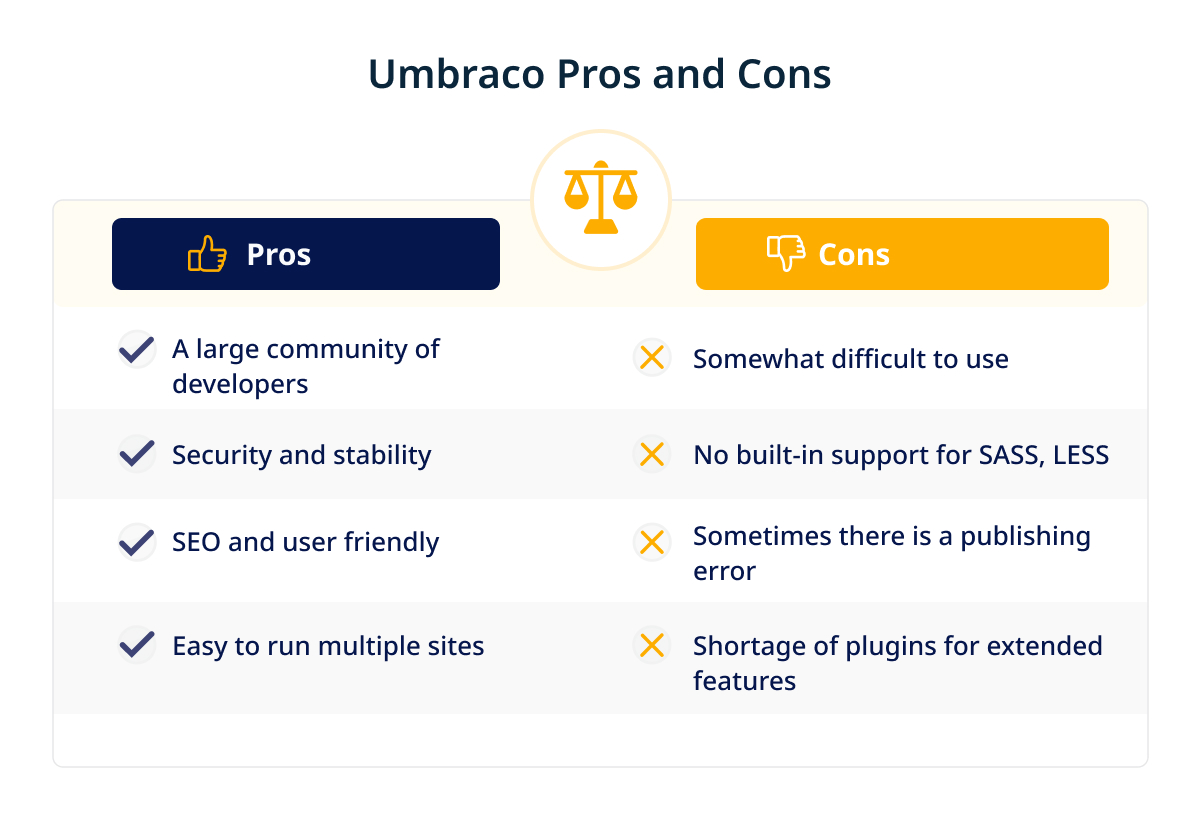 Umbraco Pros and Cons
Pros
Cons
A large community of
developers
Somewhat difficult to use
Security and stability
No built-in support for SASS, LESS
SEO and user friendly
Sometimes there is a publishing
error
Easy to run multiple sites
Shortage of plugins for extended
features